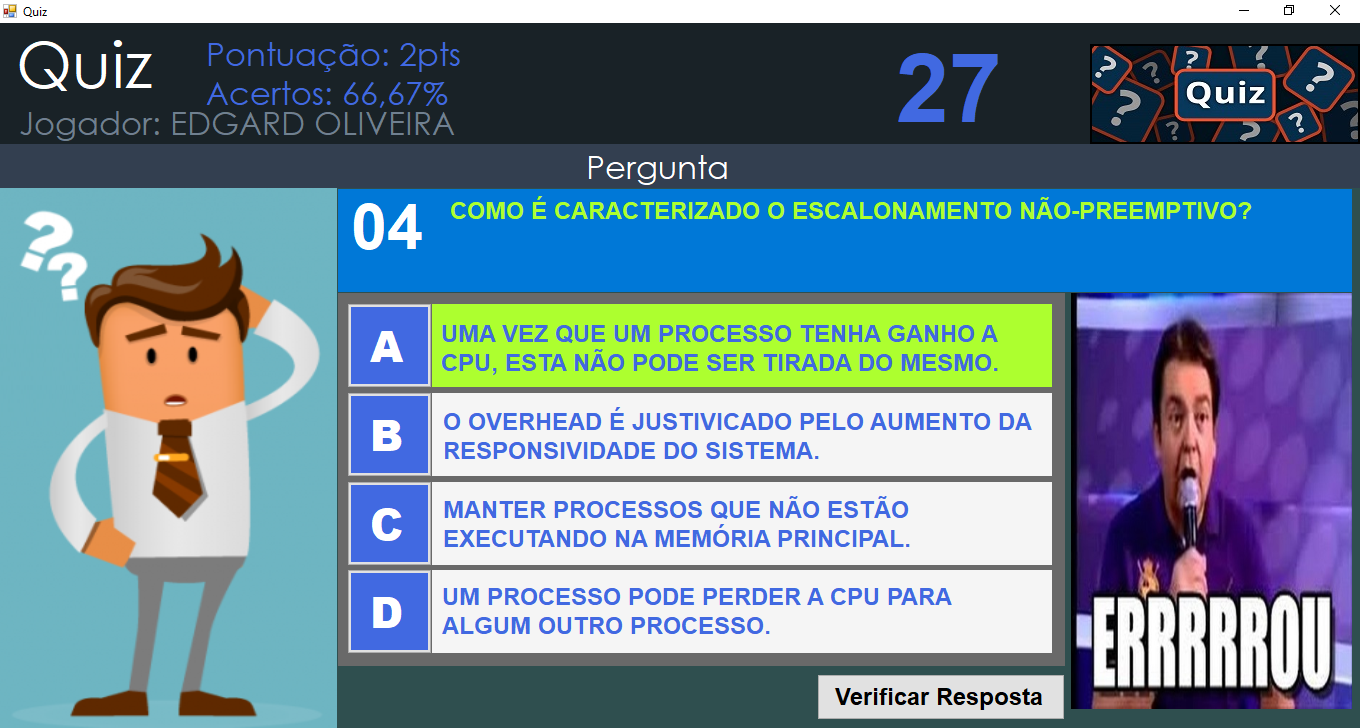 Quiz
Quiz
Pontuação: 2pts
Acertos: 66,67%
Jogador: EDGARD OLIVEIRA
27
? ? ? ? ? ? ? ? ?
Quiz
Pergunta
??
04
COMO É CARACTERIZADO O ESCALONAMENTO NÃO-PREEMPTIVO?
A
UMA VEZ QUE UM PROCESSO TENHA GANHO A
CPU, ESTA NÃO PODE SER TIRADA DO MESMO.
B
O OVERHEAD É JUSTIVICADO PELO AUMENTO DA
RESPONSIVIDADE DO SISTEMA.
C
MANTER PROCESSOS QUE NÃO ESTÃO
EXECUTANDO NA MEMÓRIA PRINCIPAL.
D
UM PROCESSO PODE PERDER A CPU PARA
ALGUM OUTRO PROCESSO.
ERRRRROU
Verificar Resposta